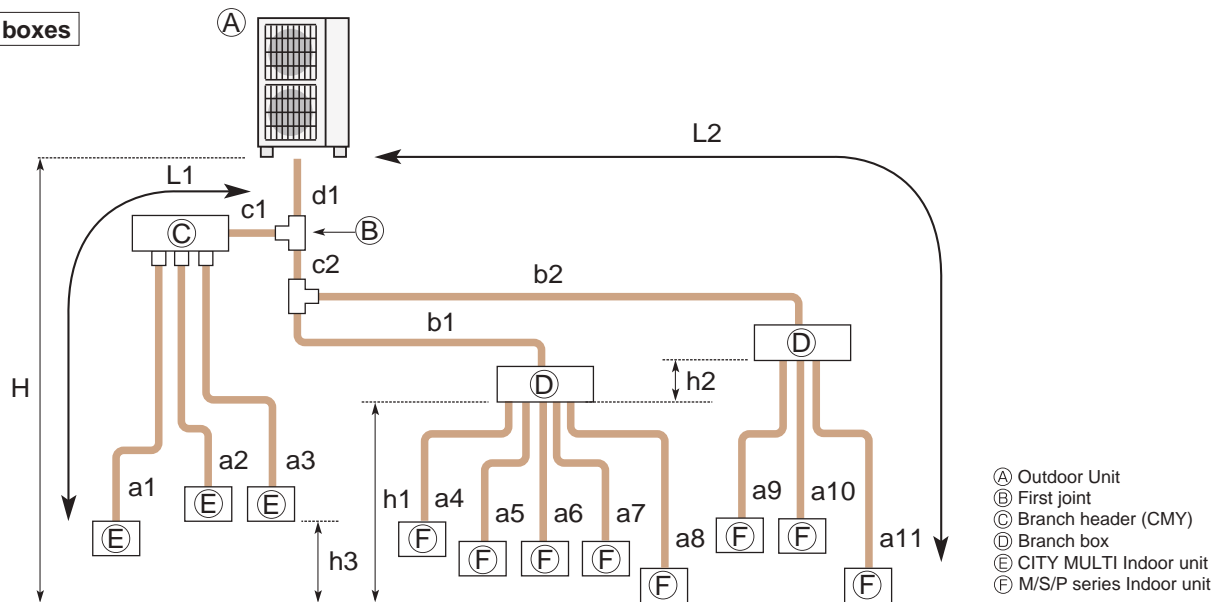 boxes
Ⓐ
L2
L1
d1
c1
Ⓒ
Ⓑ
c2
b2
b1
Ⓓ
Ⓓ
h2
H
a1
a2
a3
Ⓔ
Ⓔ
Ⓔ
h3
h1
a4
a5
a6
a7
a8
Ⓕ
Ⓕ
Ⓕ
Ⓕ
Ⓕ
a9
a10
a11
Ⓕ
Ⓕ
Ⓕ
Ⓐ Outdoor Unit
Ⓑ First joint
Ⓒ Branch header (CMY)
Ⓓ Branch box
Ⓔ CITY MULTI Indoor unit
Ⓕ M/S/P series Indoor unit